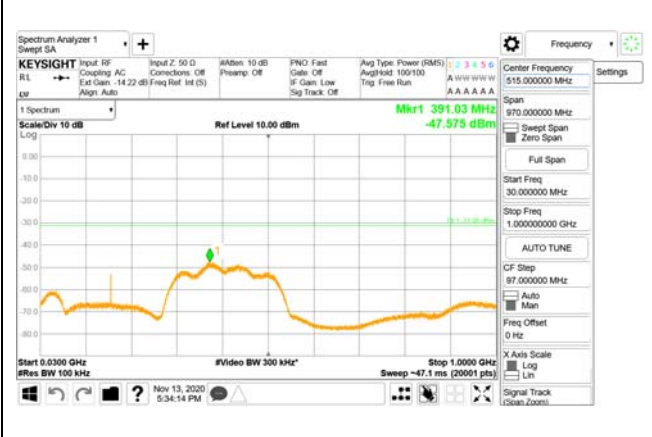 Spectrum Analyzer 1
Swept SA
Frequency
KEYSIGHT
RL
Input: RF
Coupling: AC
Ext Gain: -14.22 dB
Align: Auto
Input Z: 50 Ω
Corrections: Off
Freq Ref: Int (S)
#Atten: 10 dB
Preamp: Off
PNO: Fast
Gate: Off
IF Gain: Low
Sig Track: Off
Avg Type: Power (RMS)
Avg|Hold: 100/100
Trig: Free Run
1 2 3 4 5 6
A W W W W W
A A A A A A
1 Spectrum
Scale/Div 10 dB
Ref Level 10.00 dBm
Mkr1 391.03 MHz
-47.575 dBm
Log
0.00
-10.0
-20.0
-30.0
-40.0
-50.0
-60.0
-70.0
-80.0
1
Start 0.0300 GHz
#Res BW 100 kHz
#Video BW 300 kHz*
Stop 1.0000 GHz
Sweep ~47.1 ms (20001 pts)
Nov 13, 2020
5:34:14 PM
Center Frequency
515.000000 MHz
Settings
Span
970.000000 MHz
Swept Span
Zero Span
Full Span
Start Freq
30.000000 MHz
Stop Freq
1.000000000 GHz
AUTO TUNE
CF Step
97.000000 MHz
Auto
Man
Freq Offset
0 Hz
X Axis Scale
Log
Lin
Signal Track
(Span Zoom)